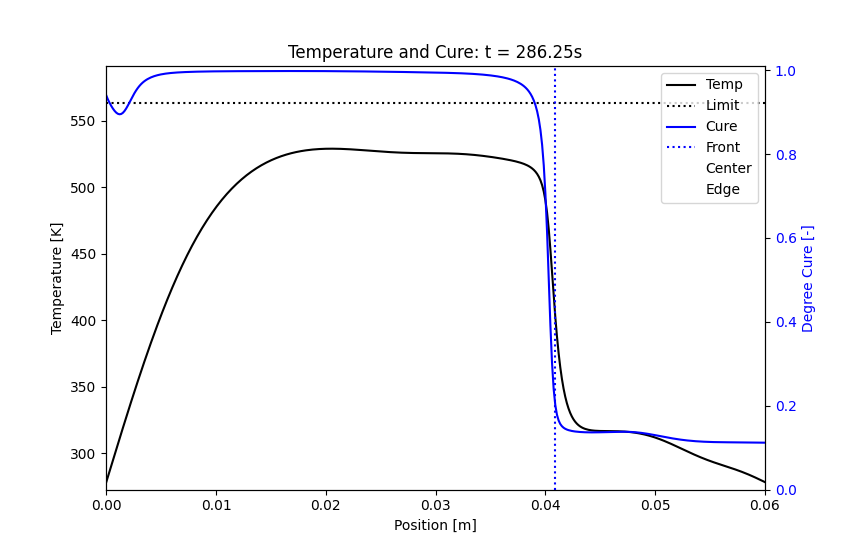 Temperature and Cure: t = 286.25s
Temp
Limit
Cure
Front
Center
Edge
Temperature [K]
550
500
450
400
350
300
Degree Cure [-]
1.0
0.8
0.6
0.4
0.2
0.0
0.00 0.01 0.02 0.03 0.04 0.05 0.06
Position [m]